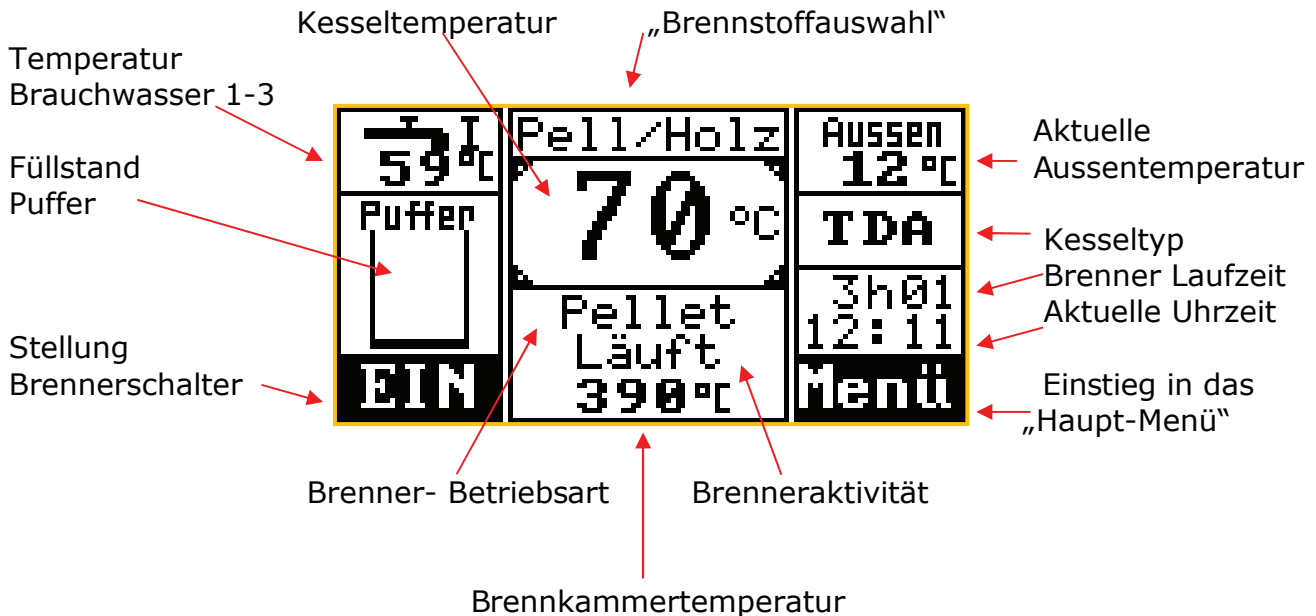 Kesseltemperatur
„Brennstoffauswahl“
Temperatur
Brauchwasser 1-3
Füllstand
Puffer
Stellung
Brennerschalter
59°C
Puffer
EIN
Pell/Holz
70 °C
Pellet
Läuft
390°C
Aussen
12°C
TDA
3h01
12:11
Menü
Aktuelle
Aussentemperatur
Kesseltyp
Brenner Laufzeit
Aktuelle Uhrzeit
Einstieg in das
„Haupt-Menü“
Brenner- Betriebsart
Brenneraktivität
Brennkammertemperatur